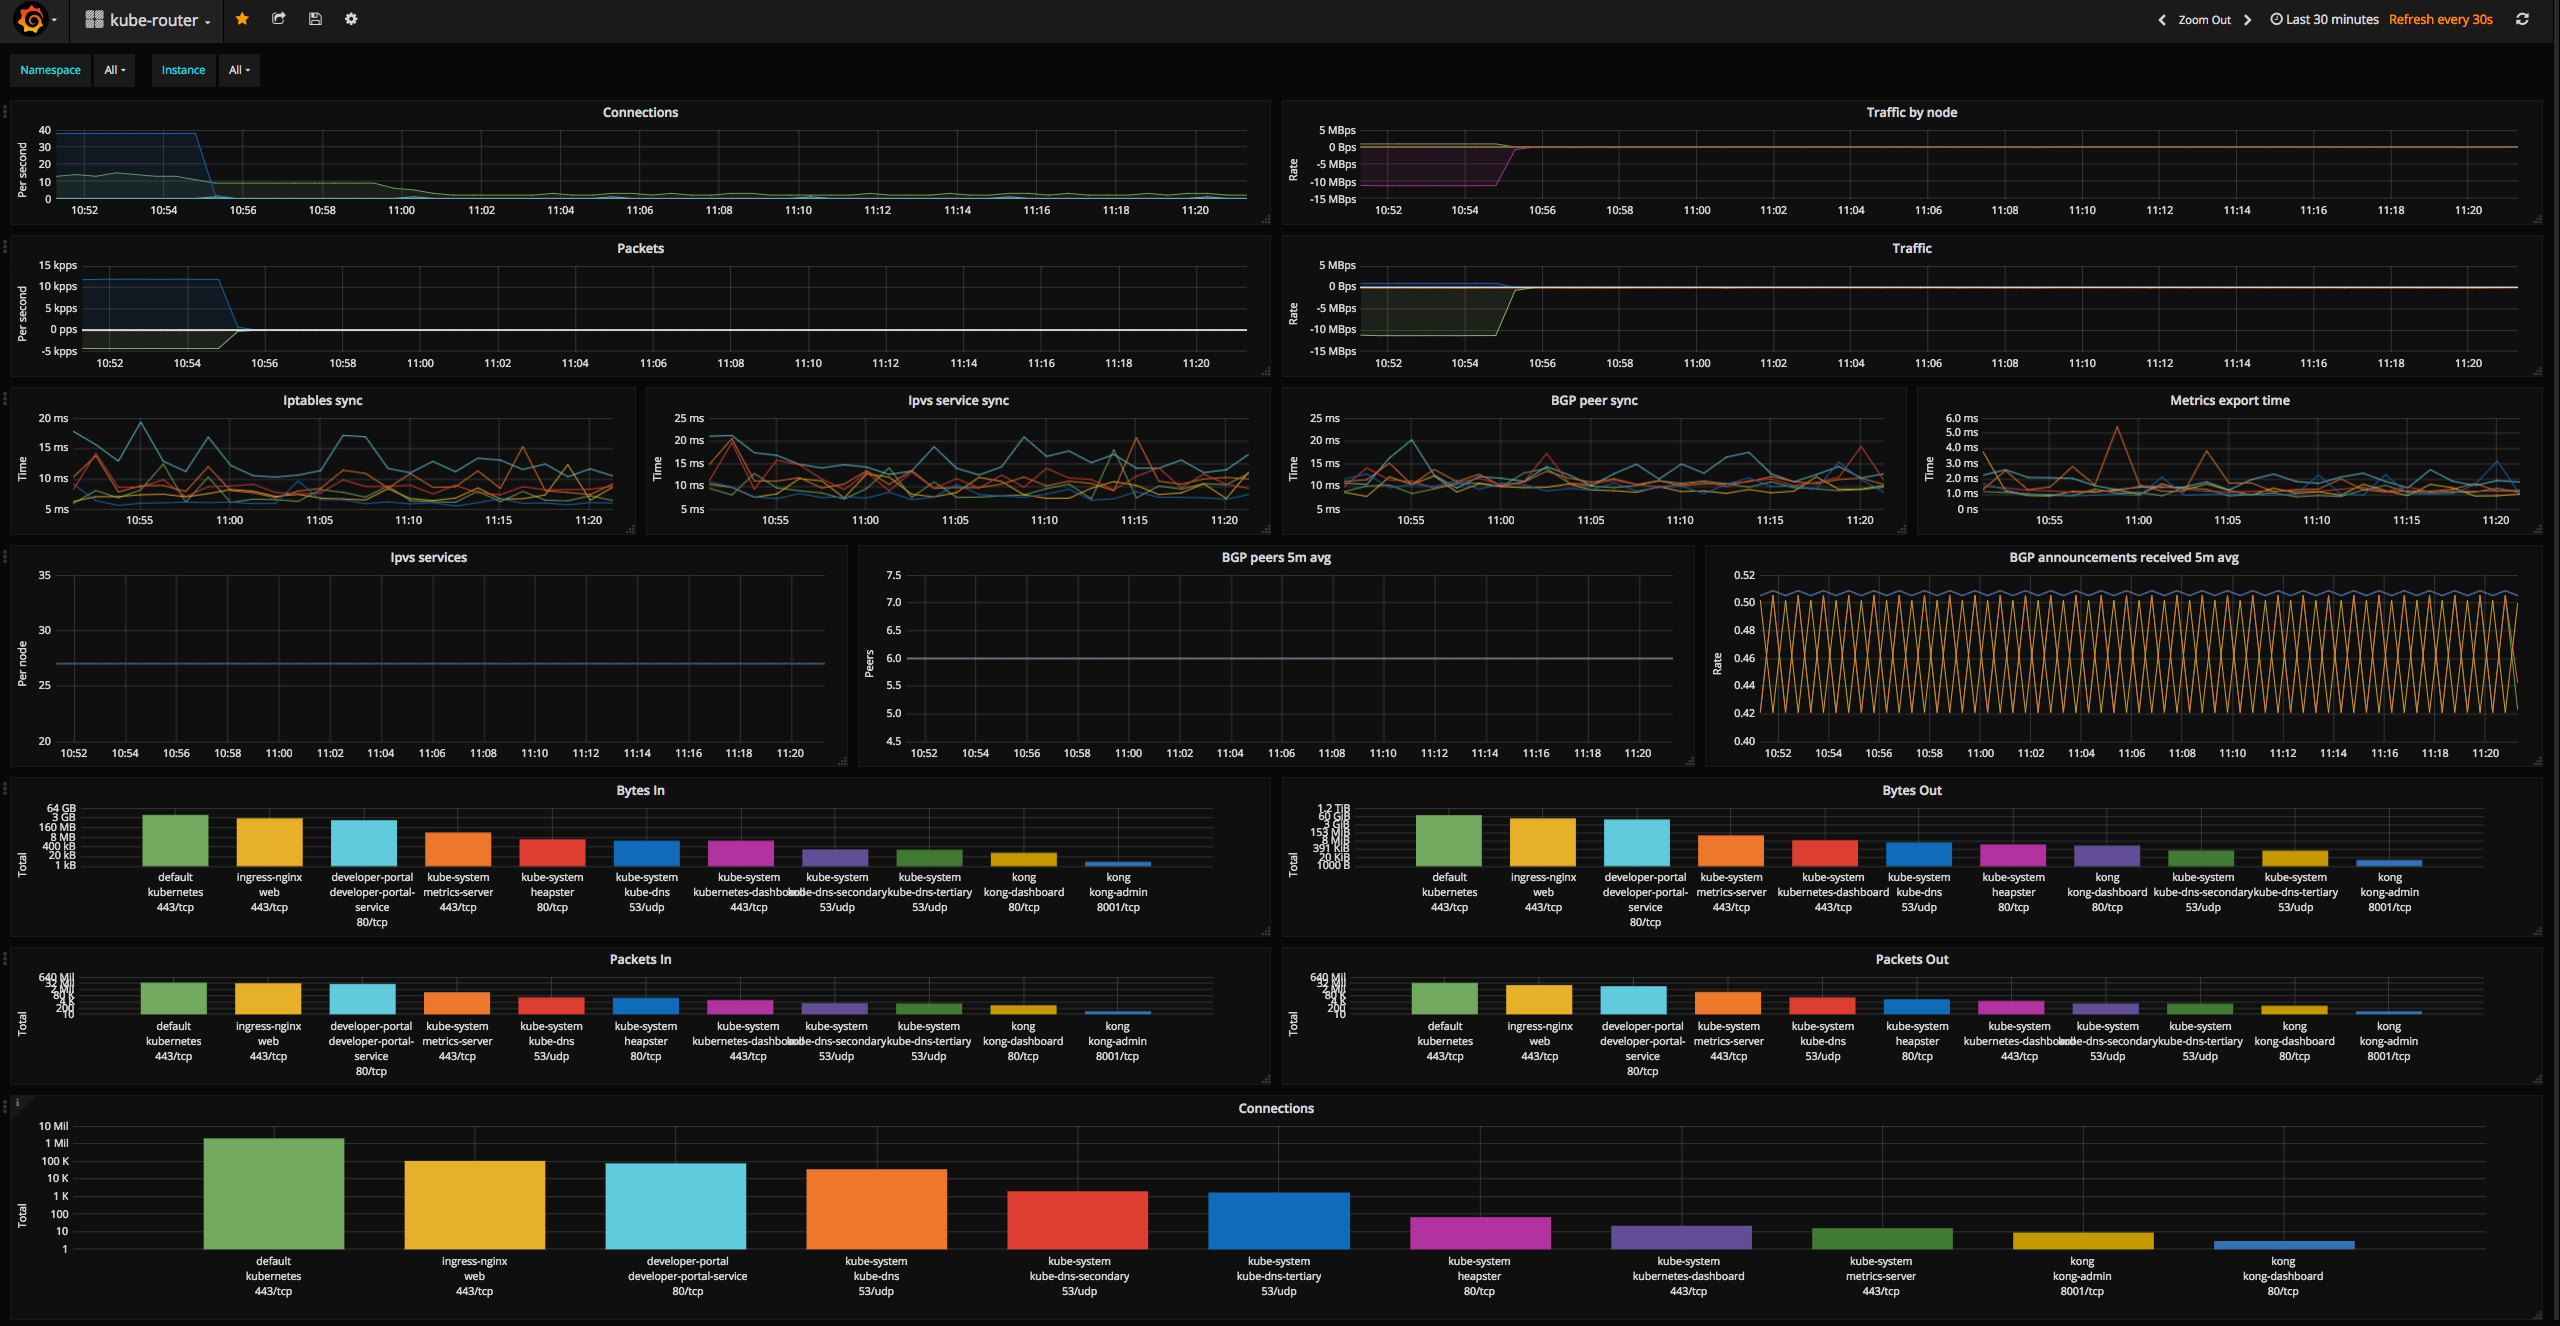 kube-router
Zoom Out
Last 30 minutes
Refresh every 30s
Namespace
All
Instance
All
Connections
Per second
40
30
20
10
0
10:52 10:54 10:56 10:58 11:00 11:02 11:04 11:06 11:08 11:10 11:12 11:14 11:16 11:18 11:20
Traffic by node
Rate
5 MBps
0 Bps
-5 MBps
-10 MBps
-15 MBps
10:52 10:54 10:56 10:58 11:00 11:02 11:04 11:06 11:08 11:10 11:12 11:14 11:16 11:18 11:20
Packets
Per second
15 kpps
10 kpps
5 kpps
0 pps
-5 kpps
10:52 10:54 10:56 10:58 11:00 11:02 11:04 11:06 11:08 11:10 11:12 11:14 11:16 11:18 11:20
Traffic
Rate
5 MBps
0 Bps
-5 MBps
-10 MBps
-15 MBps
10:52 10:54 10:56 10:58 11:00 11:02 11:04 11:06 11:08 11:10 11:12 11:14 11:16 11:18 11:20
Iptables sync
Time
20 ms
15 ms
10 ms
5 ms
10:55 11:00 11:05 11:10 11:15 11:20
Ipvs service sync
Time
25 ms
20 ms
15 ms
10 ms
5 ms
10:55 11:00 11:05 11:10 11:15 11:20
BGP peer sync
Time
25 ms
20 ms
15 ms
10 ms
5 ms
10:55 11:00 11:05 11:10 11:15 11:20
Metrics export time
Time
6.0 ms
5.0 ms
4.0 ms
3.0 ms
2.0 ms
1.0 ms
0 ns
10:55 11:00 11:05 11:10 11:15 11:20
Ipvs services
Per node
35
30
25
20
10:52 10:54 10:56 10:58 11:00 11:02 11:04 11:06 11:08 11:10 11:12 11:14 11:16 11:18 11:20
BGP peers 5m avg
Peers
7.5
7.0
6.5
6.0
5.5
5.0
4.5
10:52 10:54 10:56 10:58 11:00 11:02 11:04 11:06 11:08 11:10 11:12 11:14 11:16 11:18 11:20
BGP announcements received 5m avg
Rate
0.52
0.50
0.48
0.46
0.44
0.42
0.40
10:52 10:54 10:56 10:58 11:00 11:02 11:04 11:06 11:08 11:10 11:12 11:14 11:16 11:18 11:20
Bytes In
Total
64 GB
3 GB
160 MB
8 MB
400 kB
20 kB
1 kB
default ingress-nginx developer-portal kube-system kube-system kube-system kube-system kube-system kube-system kong kong
kubernetes web developer-portal- metrics-server heapster kube-dns kubernetes-dashboard kube-dns-secondary kube-dns-tertiary kong-dashboard kong-admin
443/tcp 443/tcp service 443/tcp 80/tcp 53/udp 443/tcp 53/udp 53/udp 80/tcp 8001/tcp
80/tcp
Bytes Out
Total
1.2 TiB
60 GiB
3 GiB
153 MiB
8 MiB
391 KiB
20 KiB
1000 B
default ingress-nginx developer-portal kube-system kube-system kube-system kube-system kong kube-system kube-system kong
kubernetes web developer-portal- metrics-server kubernetes-dashboard kube-dns heapster kong-dashboard kube-dns-secondary kube-dns-tertiary kong-admin
443/tcp 443/tcp service 443/tcp 443/tcp 53/udp 80/tcp 80/tcp 53/udp 53/udp 8001/tcp
80/tcp
Packets In
Total
640 Mil
32 Mil
2 Mil
80 K
4 K
200
10
default ingress-nginx developer-portal kube-system kube-system kube-system kube-system kube-system kube-system kong kong
kubernetes web developer-portal- metrics-server kube-dns heapster kubernetes-dashboard kube-dns-secondary kube-dns-tertiary kong-dashboard kong-admin
443/tcp 443/tcp service 443/tcp 53/udp 80/tcp 443/tcp 53/udp 53/udp 80/tcp 8001/tcp
80/tcp
Packets Out
Total
640 Mil
32 Mil
2 Mil
80 K
4 K
200
10
default ingress-nginx developer-portal kube-system kube-system kube-system kube-system kube-system kube-system kong kong
kubernetes web developer-portal- metrics-server kube-dns heapster kubernetes-dashboard kube-dns-secondary kube-dns-tertiary kong-dashboard kong-admin
443/tcp 443/tcp service 443/tcp 53/udp 80/tcp 443/tcp 53/udp 53/udp 80/tcp 8001/tcp
80/tcp
i
Connections
Total
10 Mil
1 Mil
100 K
10 K
1 K
100
10
1
default ingress-nginx developer-portal kube-system kube-system kube-system kube-system kube-system kube-system kong kong
kubernetes web developer-portal-service kube-dns kube-dns-secondary kube-dns-tertiary heapster kubernetes-dashboard metrics-server kong-admin kong-dashboard
443/tcp 443/tcp 80/tcp 53/udp 53/udp 53/udp 80/tcp 443/tcp 443/tcp 8001/tcp 80/tcp